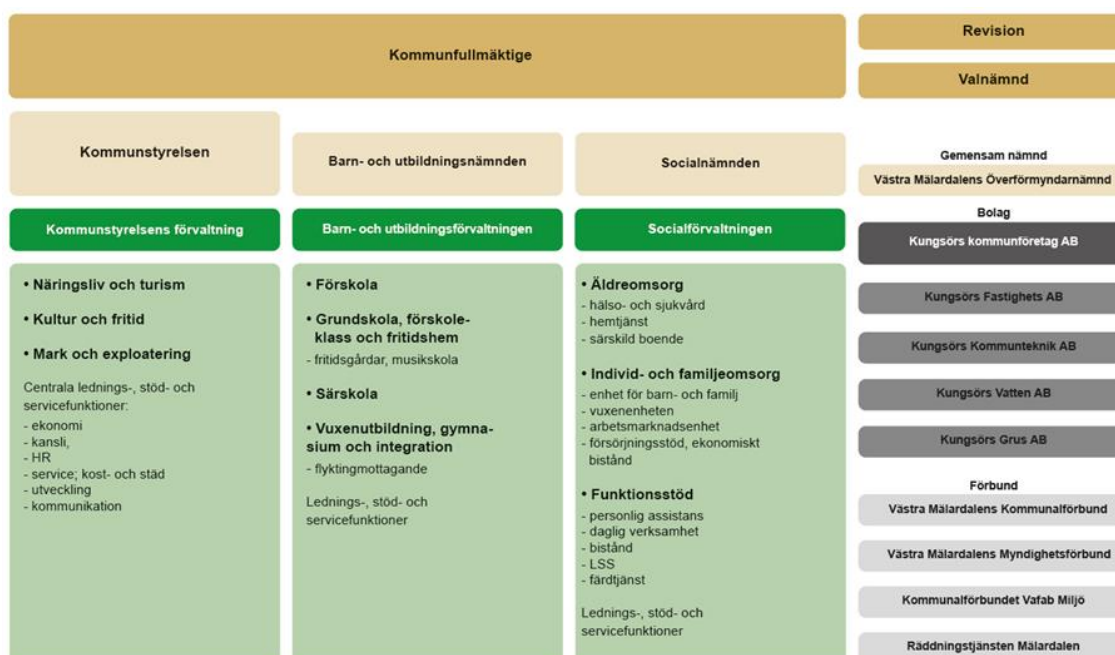 Kommunfullmäktige
Revision
Valnämnd
Kommunstyrelsen
Barn- och utbildningsnämnden
Socialnämnden
Gemensam nämnd
Västra Mälardalens Överförmyndarnämnd
Kommunstyrelsens förvaltning
• Näringsliv och turism
• Kultur och fritid
• Mark och exploatering
Centrala lednings-, stöd- och
servicefunktioner:
- ekonomi
- kansli,
- HR
- service; kost- och städ
- utveckling
- kommunikation
Barn- och utbildningsförvaltningen
• Förskola
• Grundskola, förskole-
klass och fritidshem
- fritidsgårdar, musikskola
• Särskola
• Vuxenutbildning, gymna-
sium och integration
- flyktingmottagande
Lednings-, stöd- och
servicefunktioner
Socialförvaltningen
• Äldreomsorg
- hälso- och sjukvård
- hemtjänst
- särskild boende
• Individ- och familjeomsorg
- enhet för barn- och familj
- vuxenenheten
- arbetsmarknadsenhet
- försörjningsstöd, ekonomiskt
bistånd
• Funktionsstöd
- personlig assistans
- daglig verksamhet
- bistånd
- LSS
- färdtjänst
Lednings-, stöd- och
servicefunktioner
Bolag
Kungsörs kommunföretag AB
Kungsörs Fastighets AB
Kungsörs Kommunteknik AB
Kungsörs Vatten AB
Kungsörs Grus AB
Förbund
Västra Mälardalens Kommunalförbund
Västra Mälardalens Myndighetsförbund
Kommunalförbundet Vafab Miljö
Räddningstjänsten Mälardalen